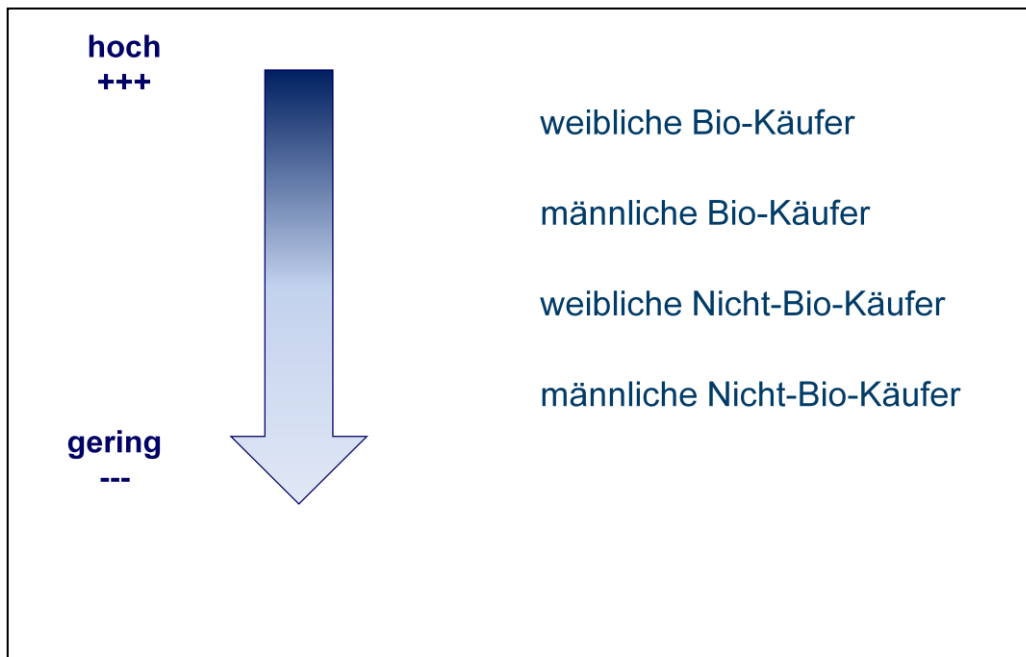 hoch
+++
weibliche Bio-Käufer
männliche Bio-Käufer
weibliche Nicht-Bio-Käufer
männliche Nicht-Bio-Käufer
gering
---